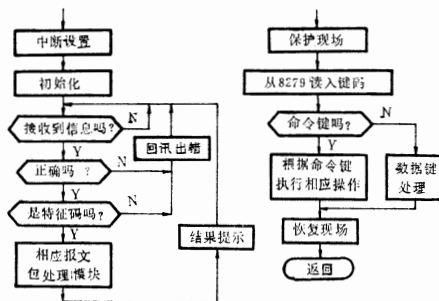 中断设置
初始化
接收到信息吗?
N
Y
回讯出错
正确吗 ?
N
Y
是特征码吗?
N
Y
结果提示
相应报文
包处理模块
保护现场
从8279读入键码
命令键吗?
N
Y
根据命令键
执行相应操作
数据键
处理
恢复现场
返回